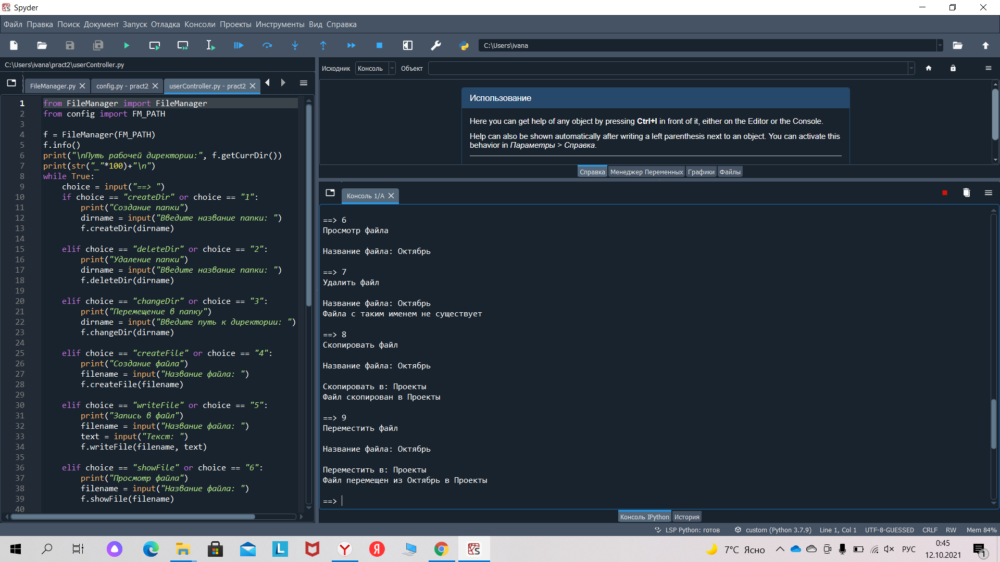 Spyder
Файл Правка Поиск Документ Запуск Отладка Консоли Проекты Инструменты Вид Справка
C:\Users\ivana
C:\Users\ivana\pract2\userController.py
FileManager.py
config.py - pract2
userController.py - pract2
1 from FileManager import FileManager
2 from config import FM_PATH
3
4 f = FileManager(FM_PATH)
5 f.info()
6 print("\nПуть рабочей директории:", f.getCurrDir())
7 print(str("_"*100)+"\n")
8 while True:
9 choice = input("==> ")
10 if choice == "createDir" or choice == "1":
11 print("Создание папки")
12 dirname = input("Введите название папки: ")
13 f.createDir(dirname)
14
15 elif choice == "deleteDir" or choice == "2":
16 print("Удаление папки")
17 dirname = input("Введите название папки: ")
18 f.deleteDir(dirname)
19
20 elif choice == "changeDir" or choice == "3":
21 print("Перемещение в папку")
22 dirname = input("Введите путь к директории: ")
23 f.changeDir(dirname)
24
25 elif choice == "createFile" or choice == "4":
26 print("Создание файла")
27 filename = input("Название файла: ")
28 f.createFile(filename)
29
30 elif choice == "writeFile" or choice == "5":
31 print("Запись в файл")
32 filename = input("Название файла: ")
33 text = input("Текст: ")
34 f.writeFile(filename, text)
35
36 elif choice == "showFile" or choice == "6":
37 print("Просмотр файла")
38 filename = input("Название файла: ")
39 f.showFile(filename)
40
Исходник Консоль Объект
Использование
Here you can get help of any object by pressing Ctrl+I in front of it, either on the Editor or the Console.
Help can also be shown automatically after writing a left parenthesis next to an object. You can activate this
behavior in Параметры > Справка.
Справка Менеджер Переменных Графики Файлы
Консоль 1/A
==> 6
Просмотр файла
Название файла: Октябрь
==> 7
Удалить файл
Название файла: Октябрь
Файла с таким именем не существует
==> 8
Скопировать файл
Название файла: Октябрь
Скопировать в: Проекты
Файл скопирован в Проекты
==> 9
Переместить файл
Название файла: Октябрь
Переместить в: Проекты
Файл перемещен из Октябрь в Проекты
==>
Консоль IPython История
LSP Python: готов custom (Python 3.7.9) Line 1, Col 1 UTF-8-GUESSED CRLF RW Mem 84%
7°C Ясно
РУС
0:45
12.10.2021
1